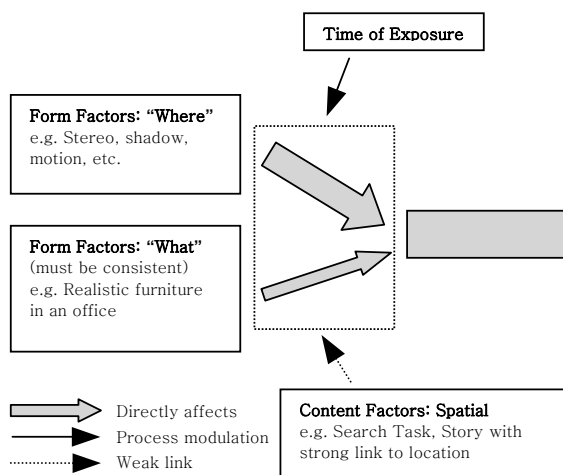 Time of Exposure
Form Factors: “Where”
e.g. Stereo, shadow,
motion, etc.
Form Factors: “What”
(must be consistent)
e.g. Realistic furniture
in an office
Directly affects
Process modulation
Weak link
Content Factors: Spatial
e.g. Search Task, Story with
strong link to location